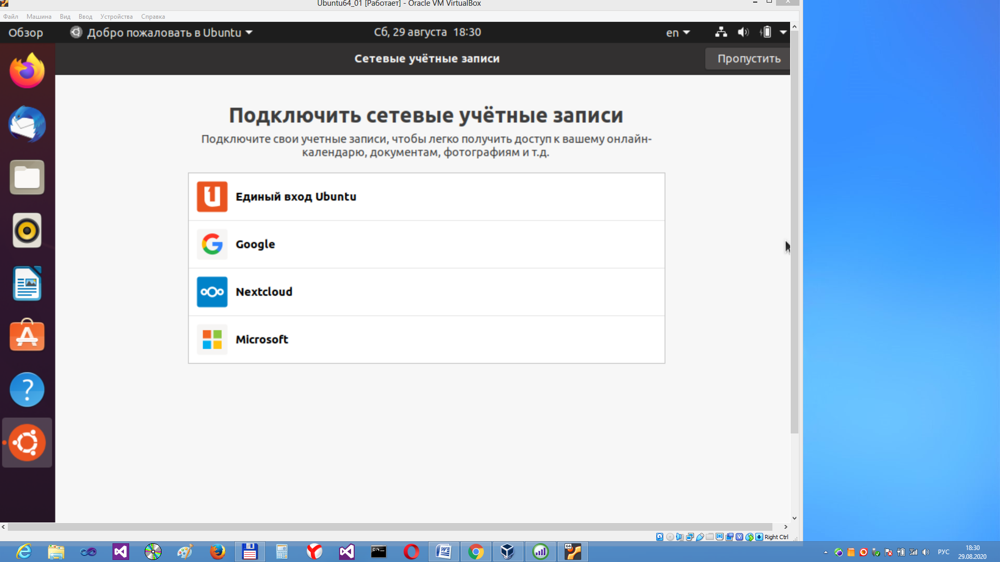 Ubuntu64_01 [Работает] - Oracle VM VirtualBox
Файл Машина Вид Ввод Устройства Справка
Обзор Добро пожаловать в Ubuntu Сб, 29 августа 18:30 en
Сетевые учётные записи Пропустить
Подключить сетевые учётные записи
Подключите свои учетные записи, чтобы легко получить доступ к вашему онлайн-
календарю, документам, фотографиям и т.д.
Единый вход Ubuntu
Google
Nextcloud
Microsoft
Right Ctrl
РУС 18:30
29.08.2020